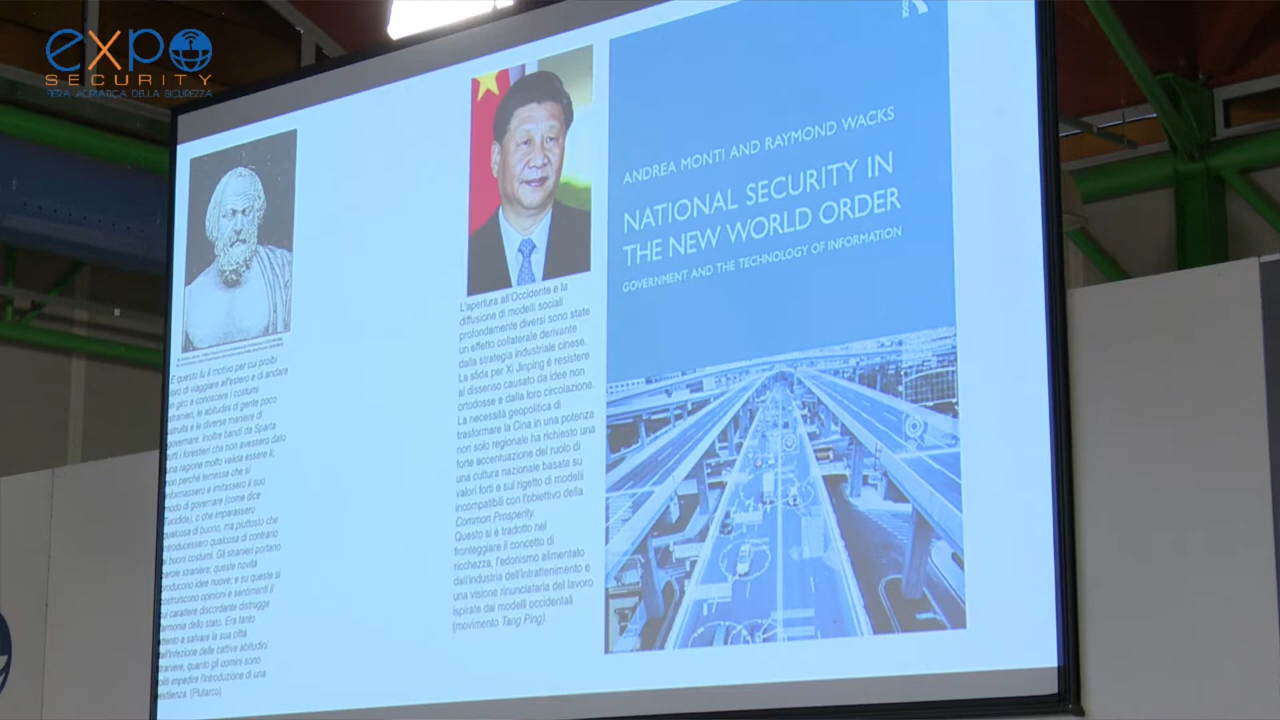 expo
SECURITY
FIERA ADRIATICA DELLA SICUREZZA
E questo fu il motivo per cui proibì
loro di viaggiare all'estero e di andare
in giro a conoscere i costumi
stranieri, le abitudini di gente poco
istruita e le diverse maniere di
governare. Inoltre bandì da Sparta
tutti i forestieri che non avessero dato
una ragione molto valida essere lì;
non perché temesse che si
informassero e imitassero il suo
modo di governare (come dice
Tucidide), o che imparassero
qualcosa di buono, ma piuttosto che
introducessero qualcosa di contrario
ai buoni costumi. Gli stranieri portano
parole straniere; queste novità
producono idee nuove; e su queste si
costruiscono opinioni e sentimenti il
cui carattere discordante distrugge
l'armonia dello stato. Era tanto
attento a salvare la sua città
dall'infezione delle cattive abitudini
straniere, quanto gli uomini sono
soliti impedire l'introduzione di una
pestilenza. (Plutarco)
L'apertura all'Occidente e la
diffusione di modelli sociali
profondamente diversi sono state
un effetto collaterale derivante
dalla strategia industriale cinese.
La sfida per Xi Jinping è resistere
al dissenso causato da idee non
ortodosse e dalla loro circolazione.
La necessità geopolitica di
trasformare la Cina in una potenza
non solo regionale ha richiesto una
forte accentuazione del ruolo di
una cultura nazionale basata su
valori forti e sul rigetto di modelli
incompatibili con l'obiettivo della
Common Prosperity.
Questo si è tradotto nel
fronteggiare il concetto di
ricchezza, l'edonismo alimentato
dall'industria dell'intrattenimento e
una visione rinunciataria del lavoro
ispirate dai modelli occidentali
(movimento Tang Ping).
ANDREA MONTI AND RAYMOND WACKS
NATIONAL SECURITY IN
THE NEW WORLD ORDER
GOVERNMENT AND THE TECHNOLOGY OF INFORMATION